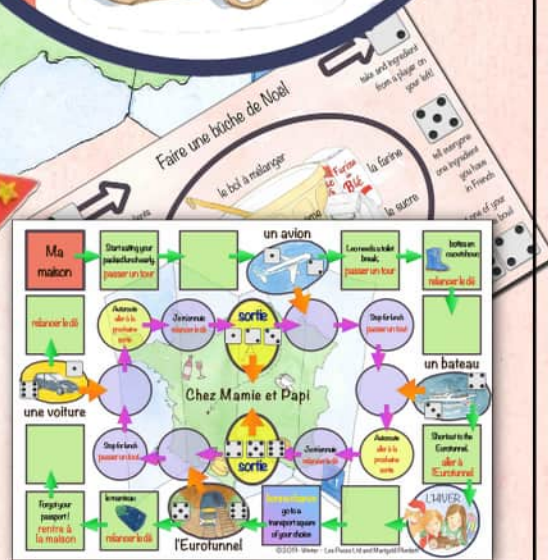 take and ingredient
from a player on
your left!
Faire une bûche de Noël
tell everyone
one ingredient
you have
in French
le bol à mélanger
la farine
Farine
de
Blé
le sucre
one of your
bowl
Ma
maison
Start eating your
packed lunch early.
passer un tour
un avion
Leo needs a toilet
break,
passer un tour
relancer le dé
relancer le dé
Autoroute
aller à la
prochaine
sortie
Je m'ennuie
relancer le dé
sortie
Stop for lunch
passer un tour
Chez Mamie et Papi
un bateau
une voiture
Stop for lunch
passer un tour
sortie
Je m'ennuie
relancer le dé
Autoroute
aller à la
prochaine
sortie
Shortcut to the
Eurotunnel.
aller à
l'Eurotunnel
Forgot your
passport!
rentre à
la maison
le manteau
relancer le dé
l'Eurotunnel
go to a
transport square
of your choice
L'HIVER